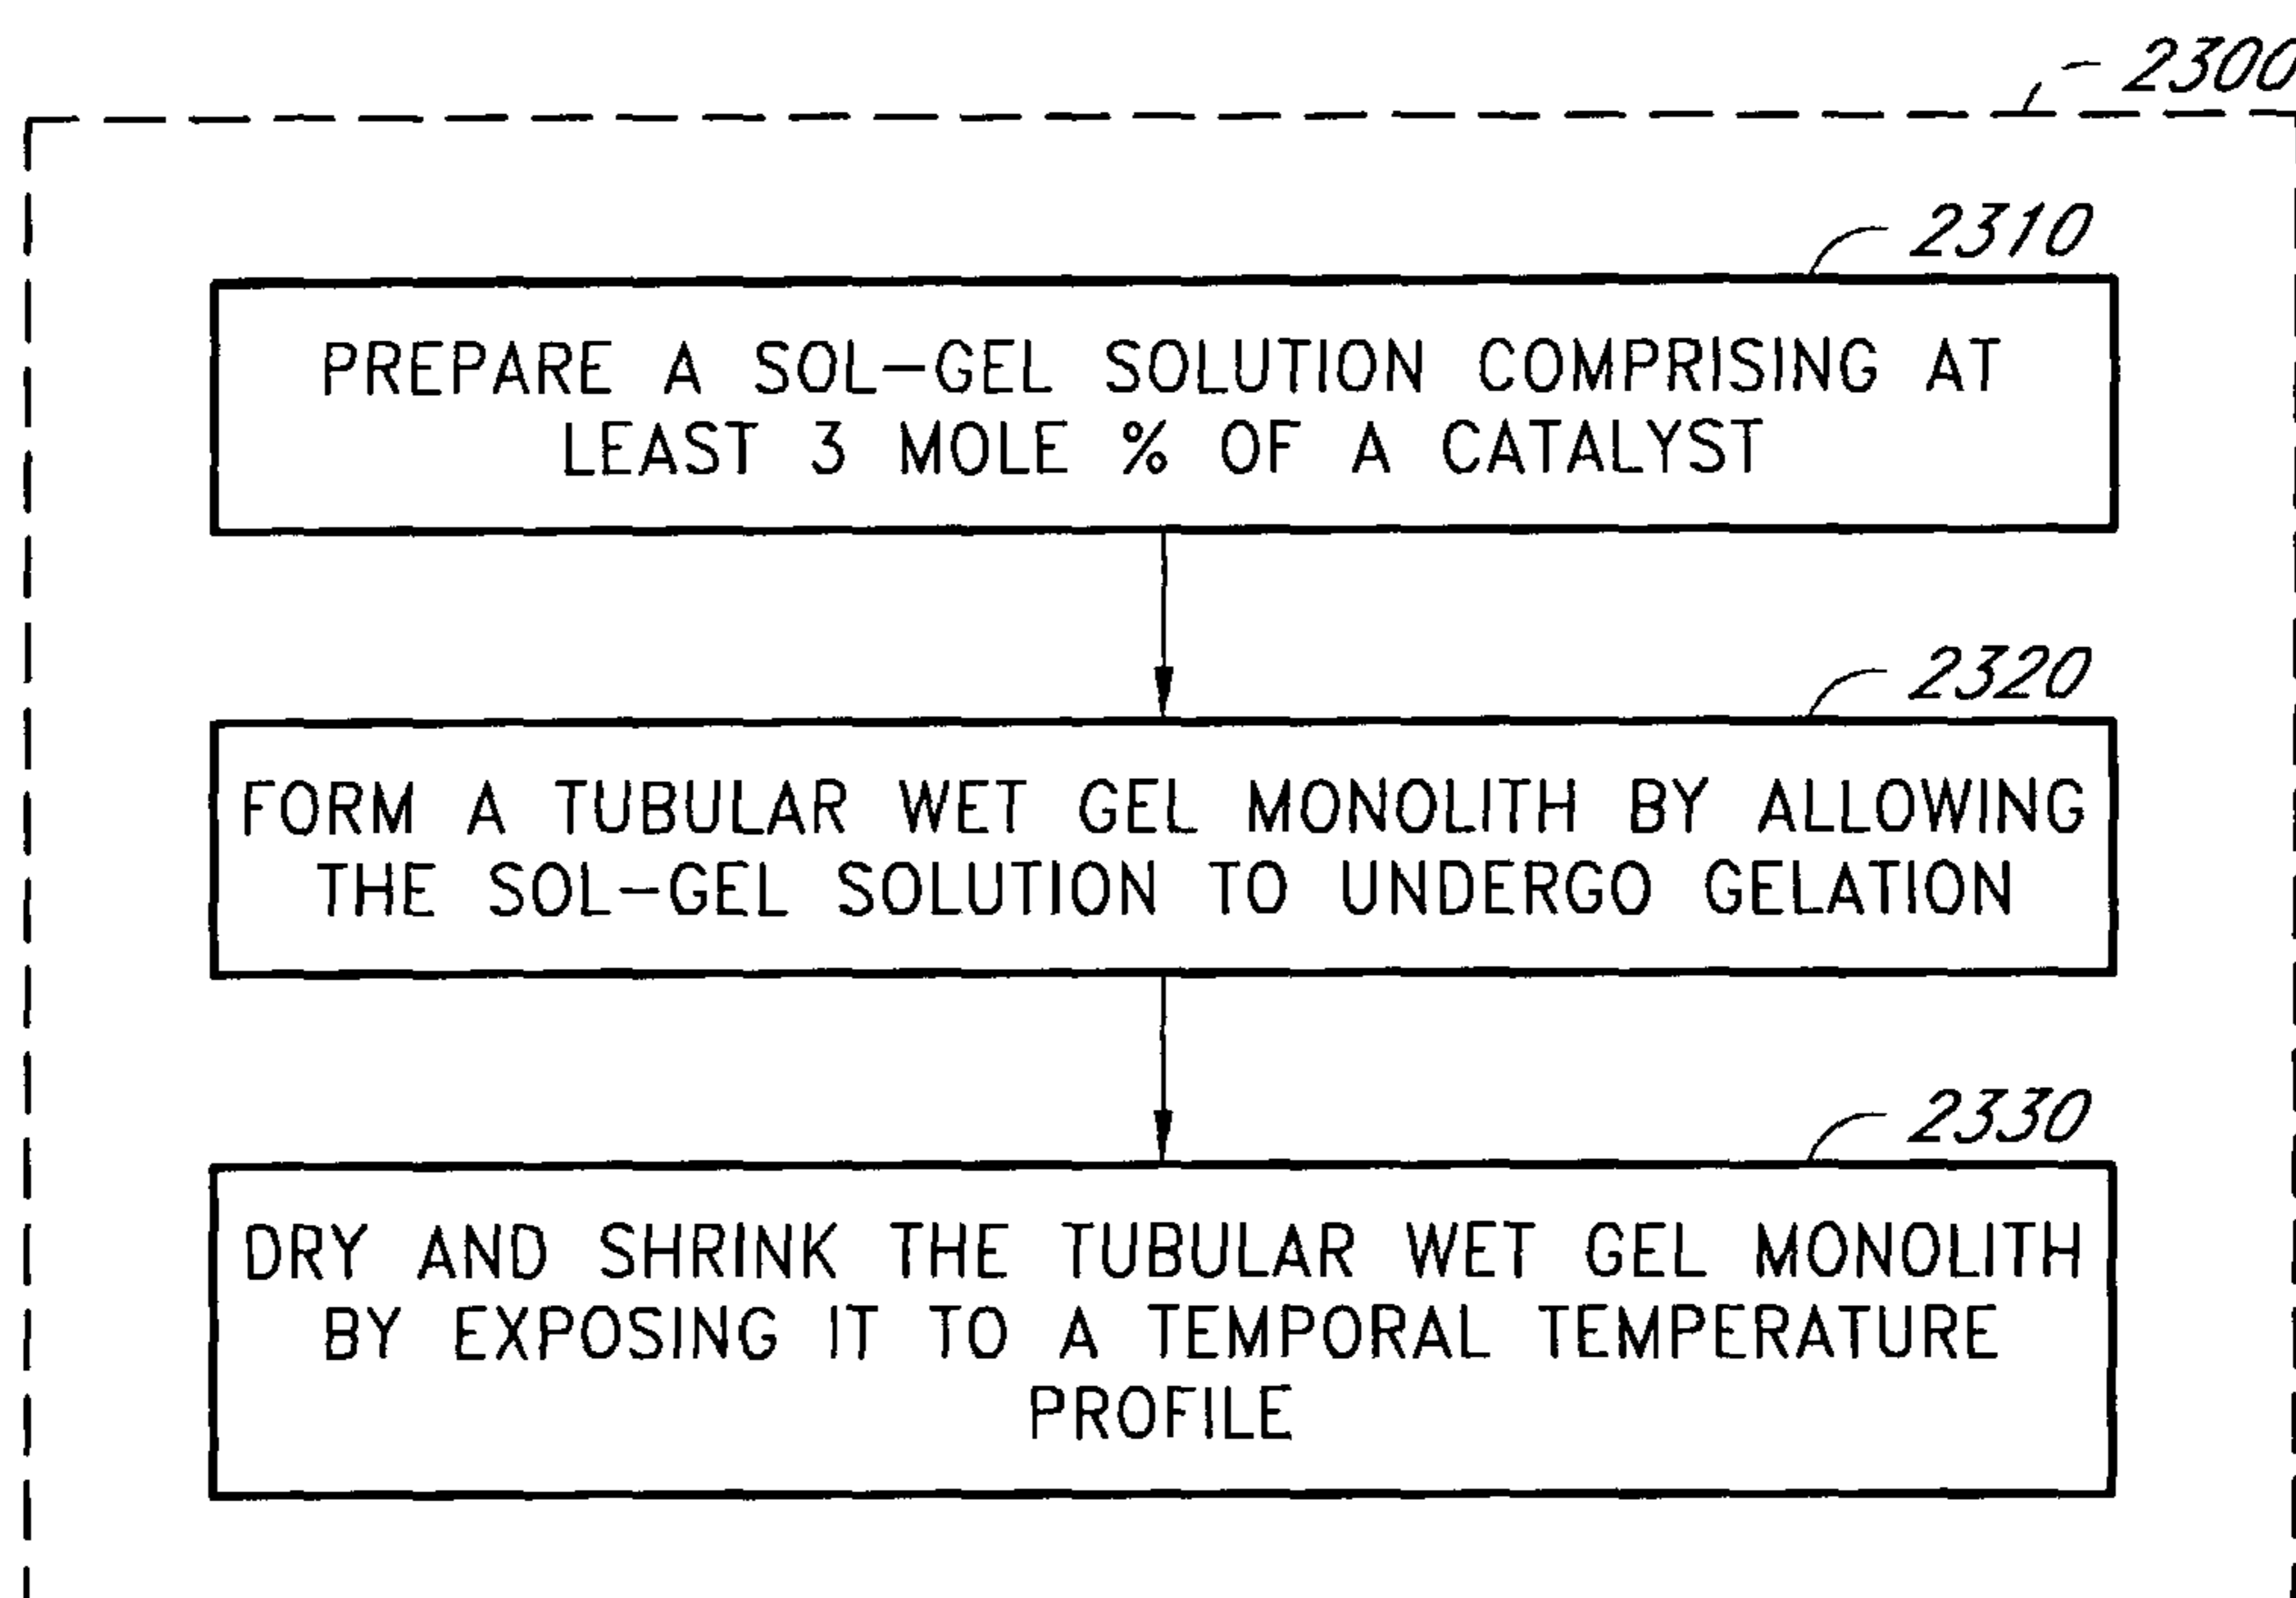 2300
2310
PREPARE A SOL-GEL SOLUTION COMPRISING AT
LEAST 3 MOLE % OF A CATALYST
2320
FORM A TUBULAR WET GEL MONOLITH BY ALLOWING
THE SOL-GEL SOLUTION TO UNDERGO GELATION
2330
DRY AND SHRINK THE TUBULAR WET GEL MONOLITH
BY EXPOSING IT TO A TEMPORAL TEMPERATURE
PROFILE